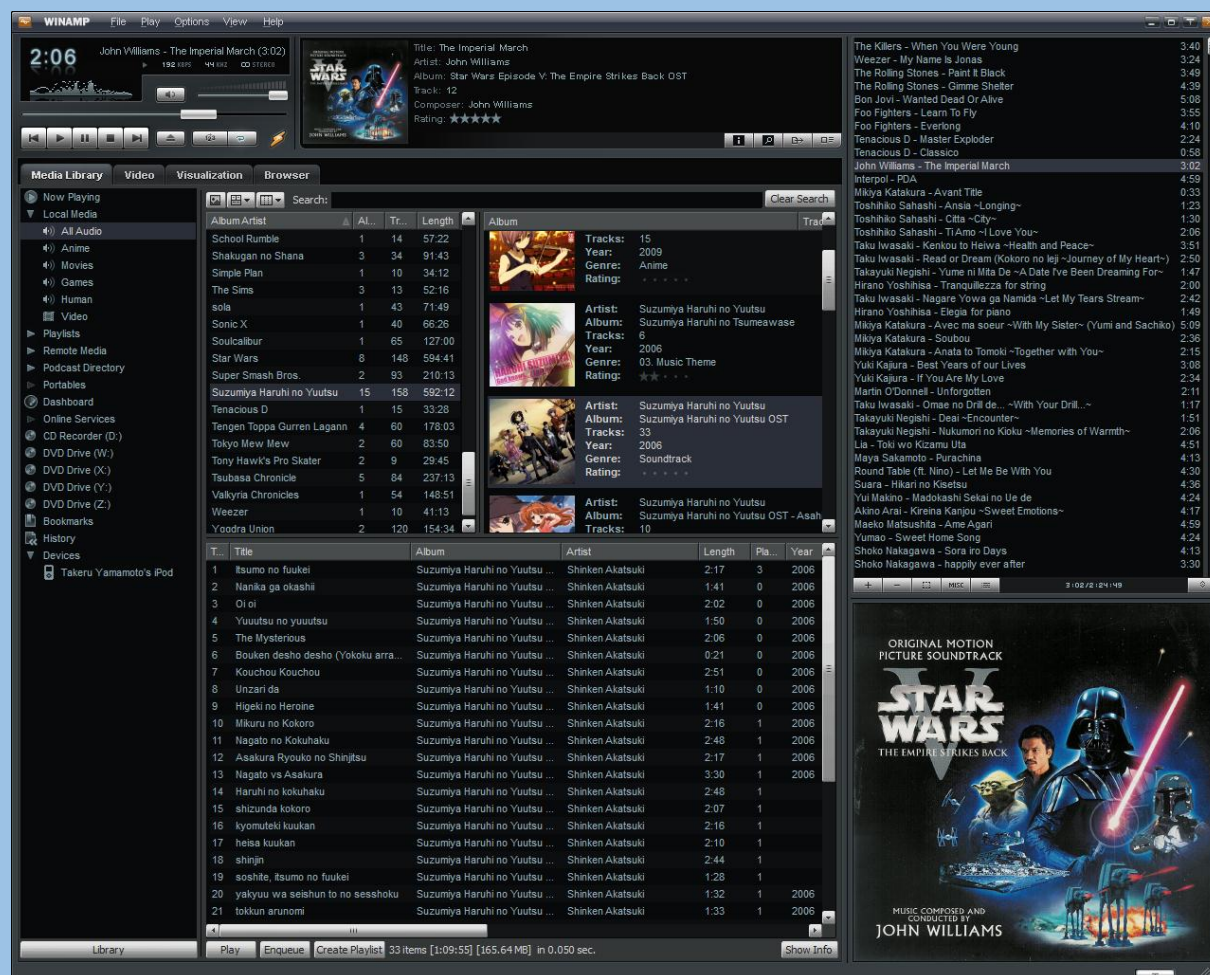 WINAMP File Play Options View Help
2:06
John Williams - The Imperial March (3:02)
192 KBPS 44 KHZ STEREO
STAR WARS
Title: The Imperial March
Artist: John Williams
Album: Star Wars Episode V: The Empire Strikes Back OST
Track: 12
Composer: John Williams
Rating: ★★★★★
Media Library Video Visualization Browser
Now Playing
Local Media
All Audio
Anime
Movies
Games
Human
Video
Playlists
Remote Media
Podcast Directory
Portables
Dashboard
Online Services
CD Recorder (D:)
DVD Drive (W:)
DVD Drive (X:)
DVD Drive (Y:)
DVD Drive (Z:)
Bookmarks
History
Devices
Takeru Yamamoto's iPod
Library
Search: Clear Search
Album Artist Al... Tr... Length
School Rumble 1 14 57:22
Shakugan no Shana 3 34 91:43
Simple Plan 1 10 34:12
The Sims 3 13 52:16
sola 1 43 71:49
Sonic X 1 40 66:26
Soulcalibur 1 65 127:00
Star Wars 8 148 594:41
Super Smash Bros. 2 93 210:13
Suzumiya Haruhi no Yuutsu 15 158 592:12
Tenacious D 1 15 33:28
Tengen Toppa Gurren Lagann 4 60 178:03
Tokyo Mew Mew 2 60 83:50
Tony Hawk's Pro Skater 2 9 29:45
Tsubasa Chronicle 5 84 237:13
Valkyria Chronicles 1 54 148:51
Weezer 1 10 41:13
Yggdra Union 2 120 154:34
Album Trac
Tracks: 15
Year: 2009
Genre: Anime
Rating:
Artist: Suzumiya Haruhi no Yuutsu
Album: Suzumiya Haruhi no Tsumeawase
Tracks: 6
Year: 2006
Genre: 03. Music Theme
Rating: ★★
Artist: Suzumiya Haruhi no Yuutsu
Album: Suzumiya Haruhi no Yuutsu OST
Tracks: 33
Year: 2006
Genre: Soundtrack
Rating:
Artist: Suzumiya Haruhi no Yuutsu
Album: Suzumiya Haruhi no Yuutsu OST - Asah
Tracks: 10
T... Title Album Artist Length Pla... Year
1 Itsumo no fuukei Suzumiya Haruhi no Yuutsu ... Shinken Akatsuki 2:17 3 2006
2 Nanika ga okashii Suzumiya Haruhi no Yuutsu ... Shinken Akatsuki 1:41 0 2006
3 Oi oi Suzumiya Haruhi no Yuutsu ... Shinken Akatsuki 2:02 0 2006
4 Yuuutsu no yuuutsu Suzumiya Haruhi no Yuutsu ... Shinken Akatsuki 1:50 0 2006
5 The Mysterious Suzumiya Haruhi no Yuutsu ... Shinken Akatsuki 2:06 0 2006
6 Bouken desho desho (Yokoku arra... Suzumiya Haruhi no Yuutsu ... Shinken Akatsuki 0:21 0 2006
7 Kouchou Kouchou Suzumiya Haruhi no Yuutsu ... Shinken Akatsuki 2:51 0 2006
8 Unzari da Suzumiya Haruhi no Yuutsu ... Shinken Akatsuki 1:10 0 2006
9 Higeki no Heroine Suzumiya Haruhi no Yuutsu ... Shinken Akatsuki 1:41 0 2006
10 Mikuru no Kokoro Suzumiya Haruhi no Yuutsu ... Shinken Akatsuki 2:16 1 2006
11 Nagato no Kokuhaku Suzumiya Haruhi no Yuutsu ... Shinken Akatsuki 2:48 1 2006
12 Asakura Ryouko no Shinjitsu Suzumiya Haruhi no Yuutsu ... Shinken Akatsuki 2:17 1 2006
13 Nagato vs Asakura Suzumiya Haruhi no Yuutsu ... Shinken Akatsuki 3:30 1 2006
14 Haruhi no kokuhaku Suzumiya Haruhi no Yuutsu ... Shinken Akatsuki 2:48 1
15 shizunda kokoro Suzumiya Haruhi no Yuutsu ... Shinken Akatsuki 2:07 1
16 kyomuteki kuukan Suzumiya Haruhi no Yuutsu ... Shinken Akatsuki 2:16 1
17 heisa kuukan Suzumiya Haruhi no Yuutsu ... Shinken Akatsuki 2:10 1
18 shinjin Suzumiya Haruhi no Yuutsu ... Shinken Akatsuki 2:44 1
19 soshite, itsumo no fuukei Suzumiya Haruhi no Yuutsu ... Shinken Akatsuki 1:28 1
20 yakyuu wa seishun to no sesshoku Suzumiya Haruhi no Yuutsu ... Shinken Akatsuki 1:32 1 2006
21 tokkun arunomi Suzumiya Haruhi no Yuutsu ... Shinken Akatsuki 1:33 1 2006
Play Enqueue Create Playlist 33 items [1:09:55] [165.64 MB] in 0.050 sec. Show Info
The Killers - When You Were Young 3:40
Weezer - My Name Is Jonas 3:24
The Rolling Stones - Paint It Black 3:49
The Rolling Stones - Gimme Shelter 4:39
Bon Jovi - Wanted Dead Or Alive 5:08
Foo Fighters - Learn To Fly 3:55
Foo Fighters - Everlong 4:10
Tenacious D - Master Exploder 2:24
Tenacious D - Classico 0:58
John Williams - The Imperial March 3:02
Interpol - PDA 4:59
Mikiya Katakura - Avant Title 0:33
Toshihiko Sahashi - Ansia ~Longing~ 1:23
Toshihiko Sahashi - Citta ~City~ 1:30
Toshihiko Sahashi - Ti Amo ~I Love You~ 2:06
Taku Iwasaki - Kenkou to Heiwa ~Health and Peace~ 3:51
Taku Iwasaki - Read or Dream (Kokoro no Ieji ~Journey of My Heart~) 2:50
Takayuki Negishi - Yume ni Mita De ~A Date I've Been Dreaming For~ 1:47
Hirano Yoshihisa - Tranquillezza for string 2:00
Taku Iwasaki - Nagare Yowa ga Namida ~Let My Tears Stream~ 2:42
Hirano Yoshihisa - Elegia for piano 1:49
Mikiya Katakura - Avec ma soeur ~With My Sister~ (Yumi and Sachiko) 5:09
Mikiya Katakura - Soubou 2:36
Mikiya Katakura - Anata to Tomoki ~Together with You~ 2:15
Yuki Kajiura - Best Years of our Lives 3:08
Yuki Kajiura - If You Are My Love 2:34
Martin O'Donnell - Unforgotten 2:11
Taku Iwasaki - Omae no Drill de... ~With Your Drill...~ 1:17
Takayuki Negishi - Deai ~Encounter~ 1:51
Takayuki Negishi - Nukumori no Kioku ~Memories of Warmth~ 2:06
Lia - Toki wo Kizamu Uta 4:51
Maya Sakamoto - Purachina 4:13
Round Table (ft. Nino) - Let Me Be With You 4:30
Suara - Hikari no Kisetsu 4:36
Yui Makino - Madokashi Sekai no Ue de 4:24
Akino Arai - Kireina Kanjou ~Sweet Emotions~ 4:17
Maeko Matsushita - Ame Agari 4:59
Yumao - Sweet Home Song 4:24
Shoko Nakagawa - Sora iro Days 4:13
Shoko Nakagawa - happily ever after 3:30
MISC 3:02/2:24:49
ORIGINAL MOTION
PICTURE SOUNDTRACK
STAR
WARS
V
THE EMPIRE STRIKES BACK
MUSIC COMPOSED AND
CONDUCTED BY
JOHN WILLIAMS